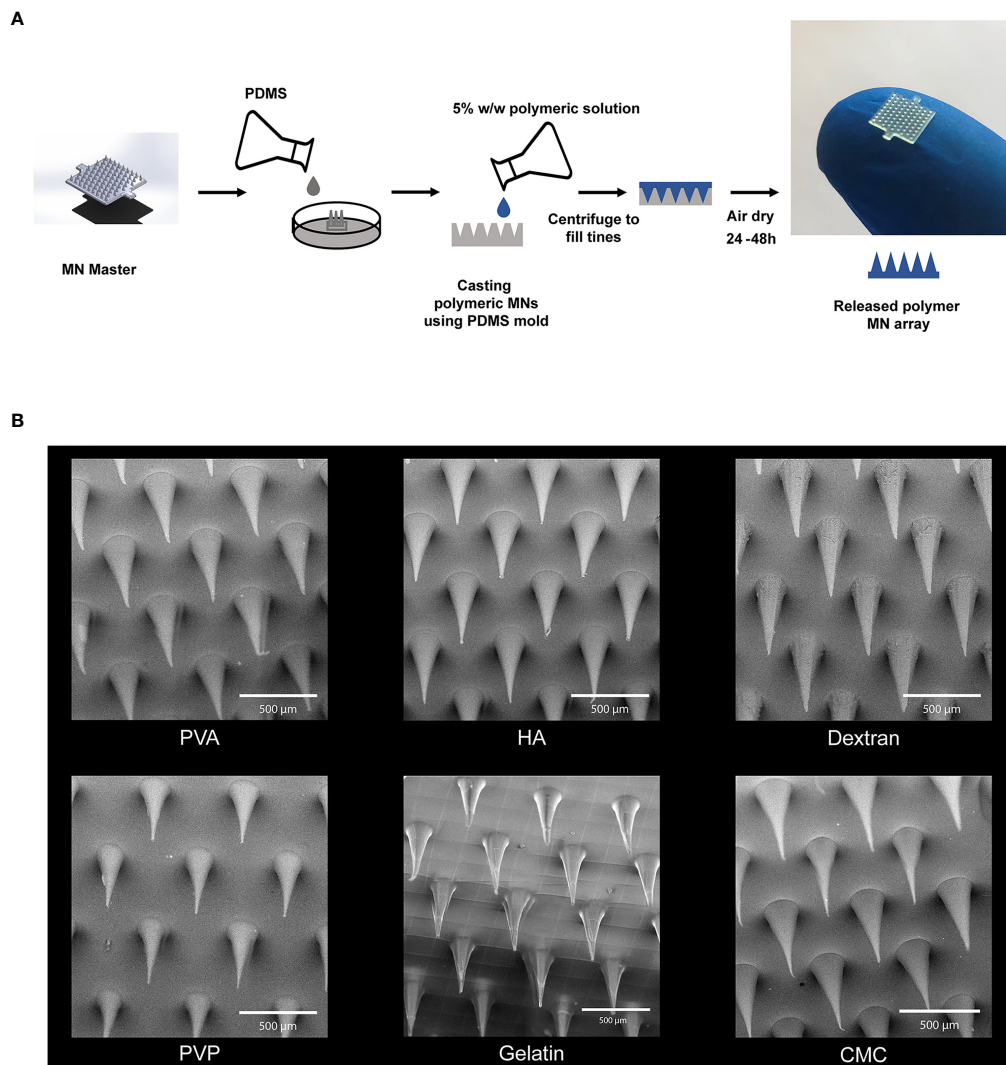 A
PDMS
5% w/w polymeric solution
MN Master
Centrifuge to
fill tines
Air dry
24 -48h
Casting
polymeric MNs
using PDMS mold
Released polymer
MN array
B
500 µm
500 µm
500 µm
PVA
HA
Dextran
500 µm
500 µm
500 µm
PVP
Gelatin
CMC